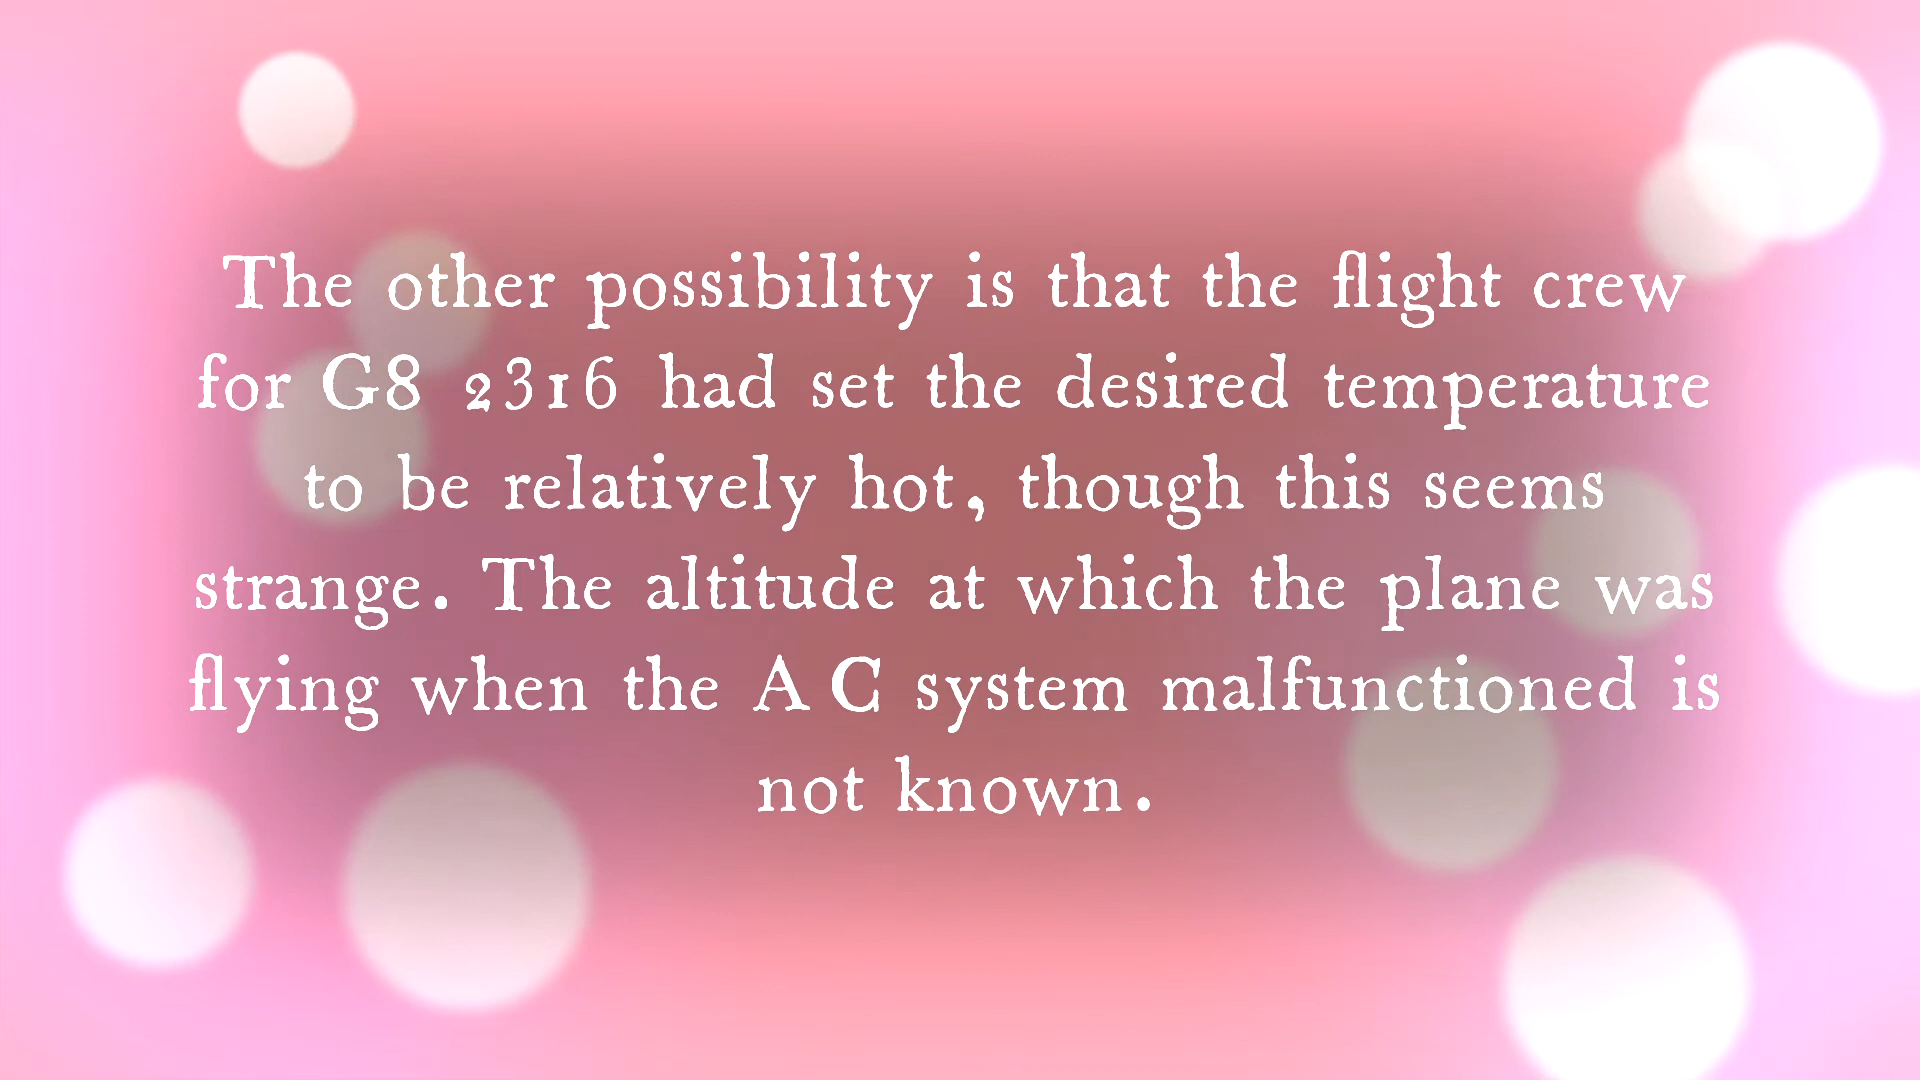 The other possibility is that the flight crew
for G8 2316 had set the desired temperature
to be relatively hot, though this seems
strange. The altitude at which the plane was
flying when the AC system malfunctioned is
not known.